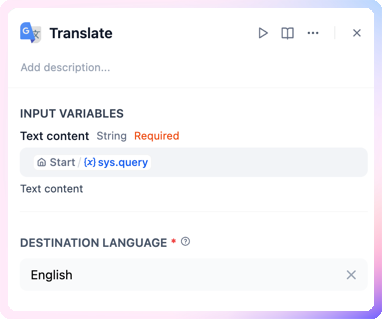 Translate
Add description...
INPUT VARIABLES
Text content String Required
Start / {x} sys.query
Text content
DESTINATION LANGUAGE *
English